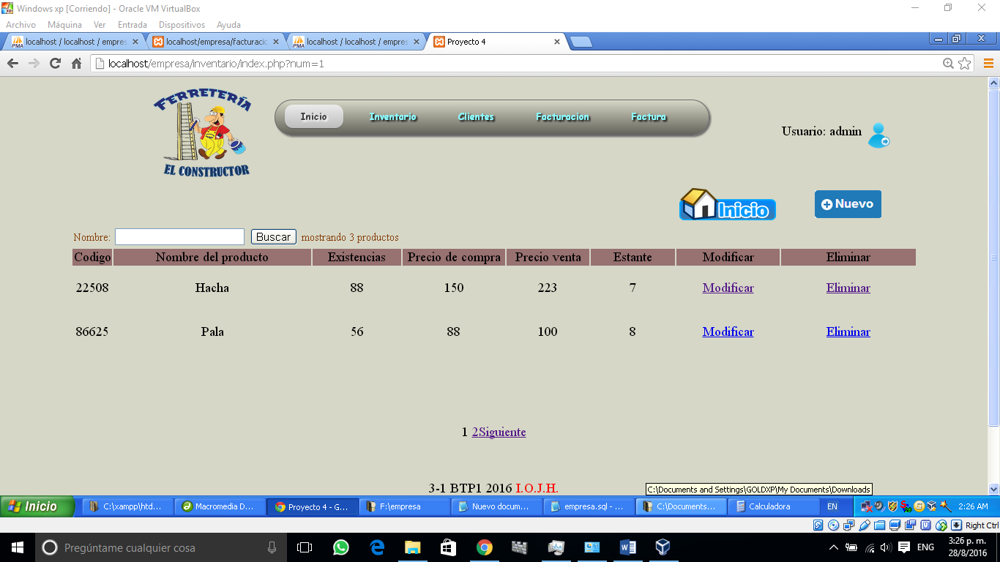 Windows xp [Corriendo] - Oracle VM VirtualBox
Archivo Máquina Ver Entrada Dispositivos Ayuda
localhost / localhost / empres localhost/empresa/facturacio localhost / localhost / empres Proyecto 4
localhost/empresa/inventario/index.php?num=1
FERRETERÍA
EL CONSTRUCTOR
Inicio Inventario Clientes Facturacion Factura
Usuario: admin
Inicio Nuevo
Nombre: Buscar mostrando 3 productos
Codigo Nombre del producto Existencias Precio de compra Precio venta Estante Modificar Eliminar
22508 Hacha 88 150 223 7 Modificar Eliminar
86625 Pala 56 88 100 8 Modificar Eliminar
1 2Siguiente
3-1 BTP1 2016 I.O.J.H.
C:\Documents and Settings\GOLDXP\My Documents\Downloads
Inicio C:\xampp\htd... Macromedia D... Proyecto 4 - G... F:\empresa Nuevo docum... empresa.sql - ... C:\Documents... Calculadora EN 2:26 AM
Right Ctrl
Pregúntame cualquier cosa
ENG
3:26 p. m.
28/8/2016